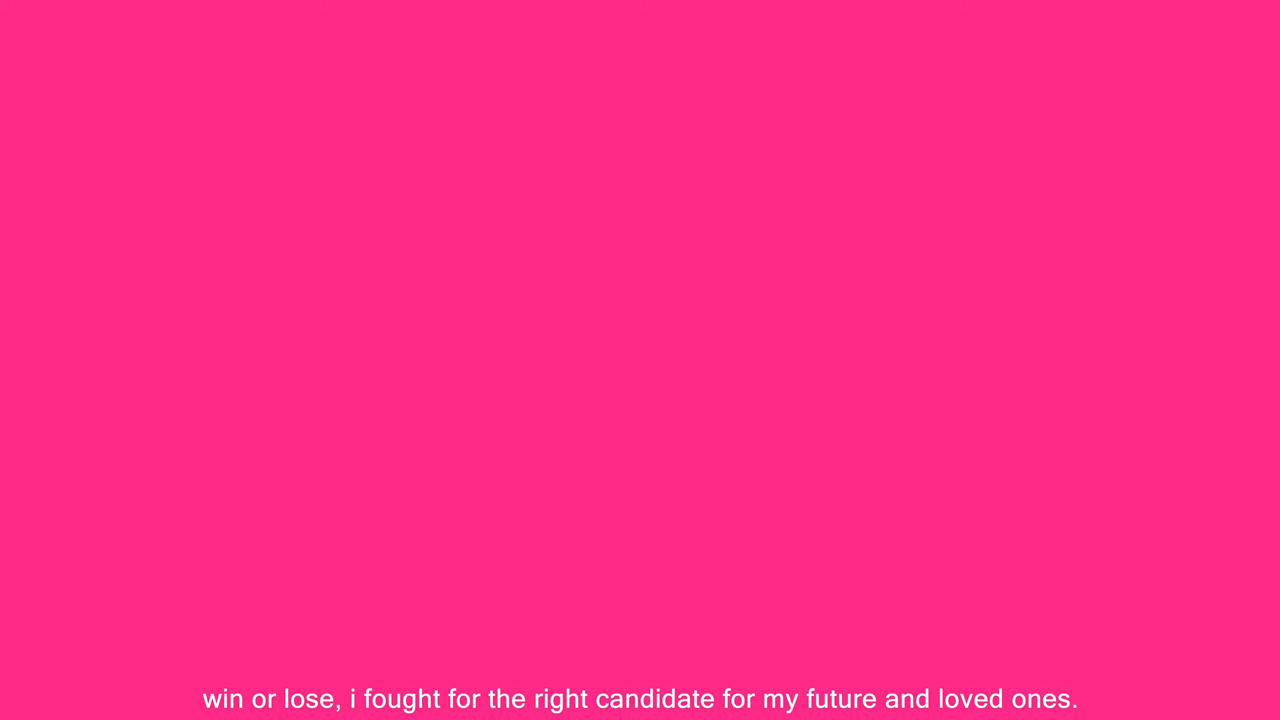 win or lose, i fought for the right candidate for my future and loved ones.